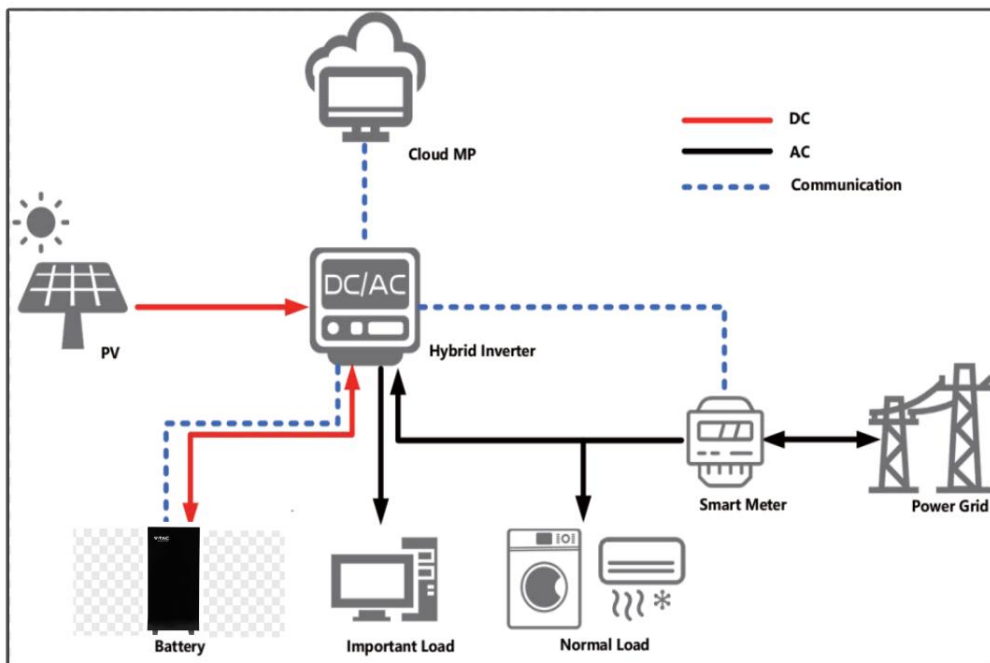 Cloud MP
DC
AC
Communication
DC/AC
PV
Hybrid Inverter
Smart Meter
Power Grid
V-TAC
Battery
Important Load
Normal Load